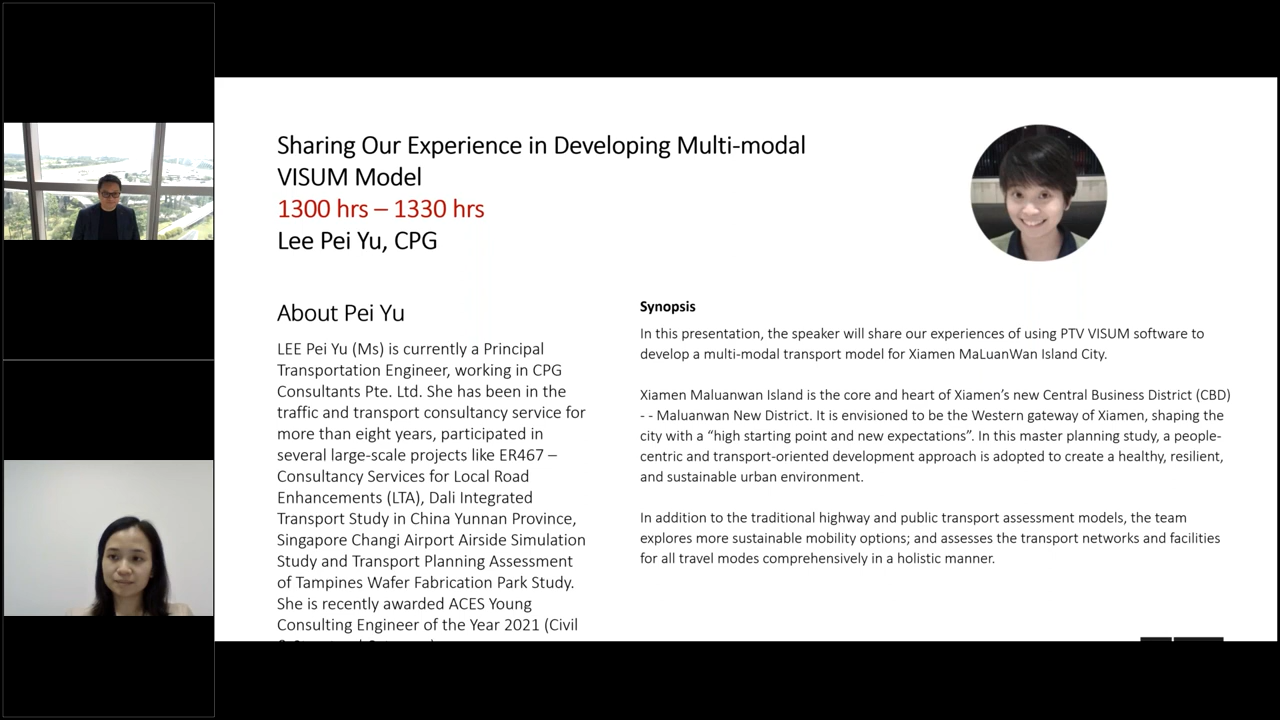 Sharing Our Experience in Developing Multi-modal
VISUM Model
1300 hrs – 1330 hrs
Lee Pei Yu, CPG
About Pei Yu
LEE Pei Yu (Ms) is currently a Principal
Transportation Engineer, working in CPG
Consultants Pte. Ltd. She has been in the
traffic and transport consultancy service for
more than eight years, participated in
several large-scale projects like ER467 –
Consultancy Services for Local Road
Enhancements (LTA), Dali Integrated
Transport Study in China Yunnan Province,
Singapore Changi Airport Airside Simulation
Study and Transport Planning Assessment
of Tampines Wafer Fabrication Park Study.
She is recently awarded ACES Young
Consulting Engineer of the Year 2021 (Civil
Synopsis
In this presentation, the speaker will share our experiences of using PTV VISUM software to
develop a multi-modal transport model for Xiamen MaLuanWan Island City.
Xiamen Maluanwan Island is the core and heart of Xiamen’s new Central Business District (CBD)
- - Maluanwan New District. It is envisioned to be the Western gateway of Xiamen, shaping the
city with a “high starting point and new expectations”. In this master planning study, a people-
centric and transport-oriented development approach is adopted to create a healthy, resilient,
and sustainable urban environment.
In addition to the traditional highway and public transport assessment models, the team
explores more sustainable mobility options; and assesses the transport networks and facilities
for all travel modes comprehensively in a holistic manner.